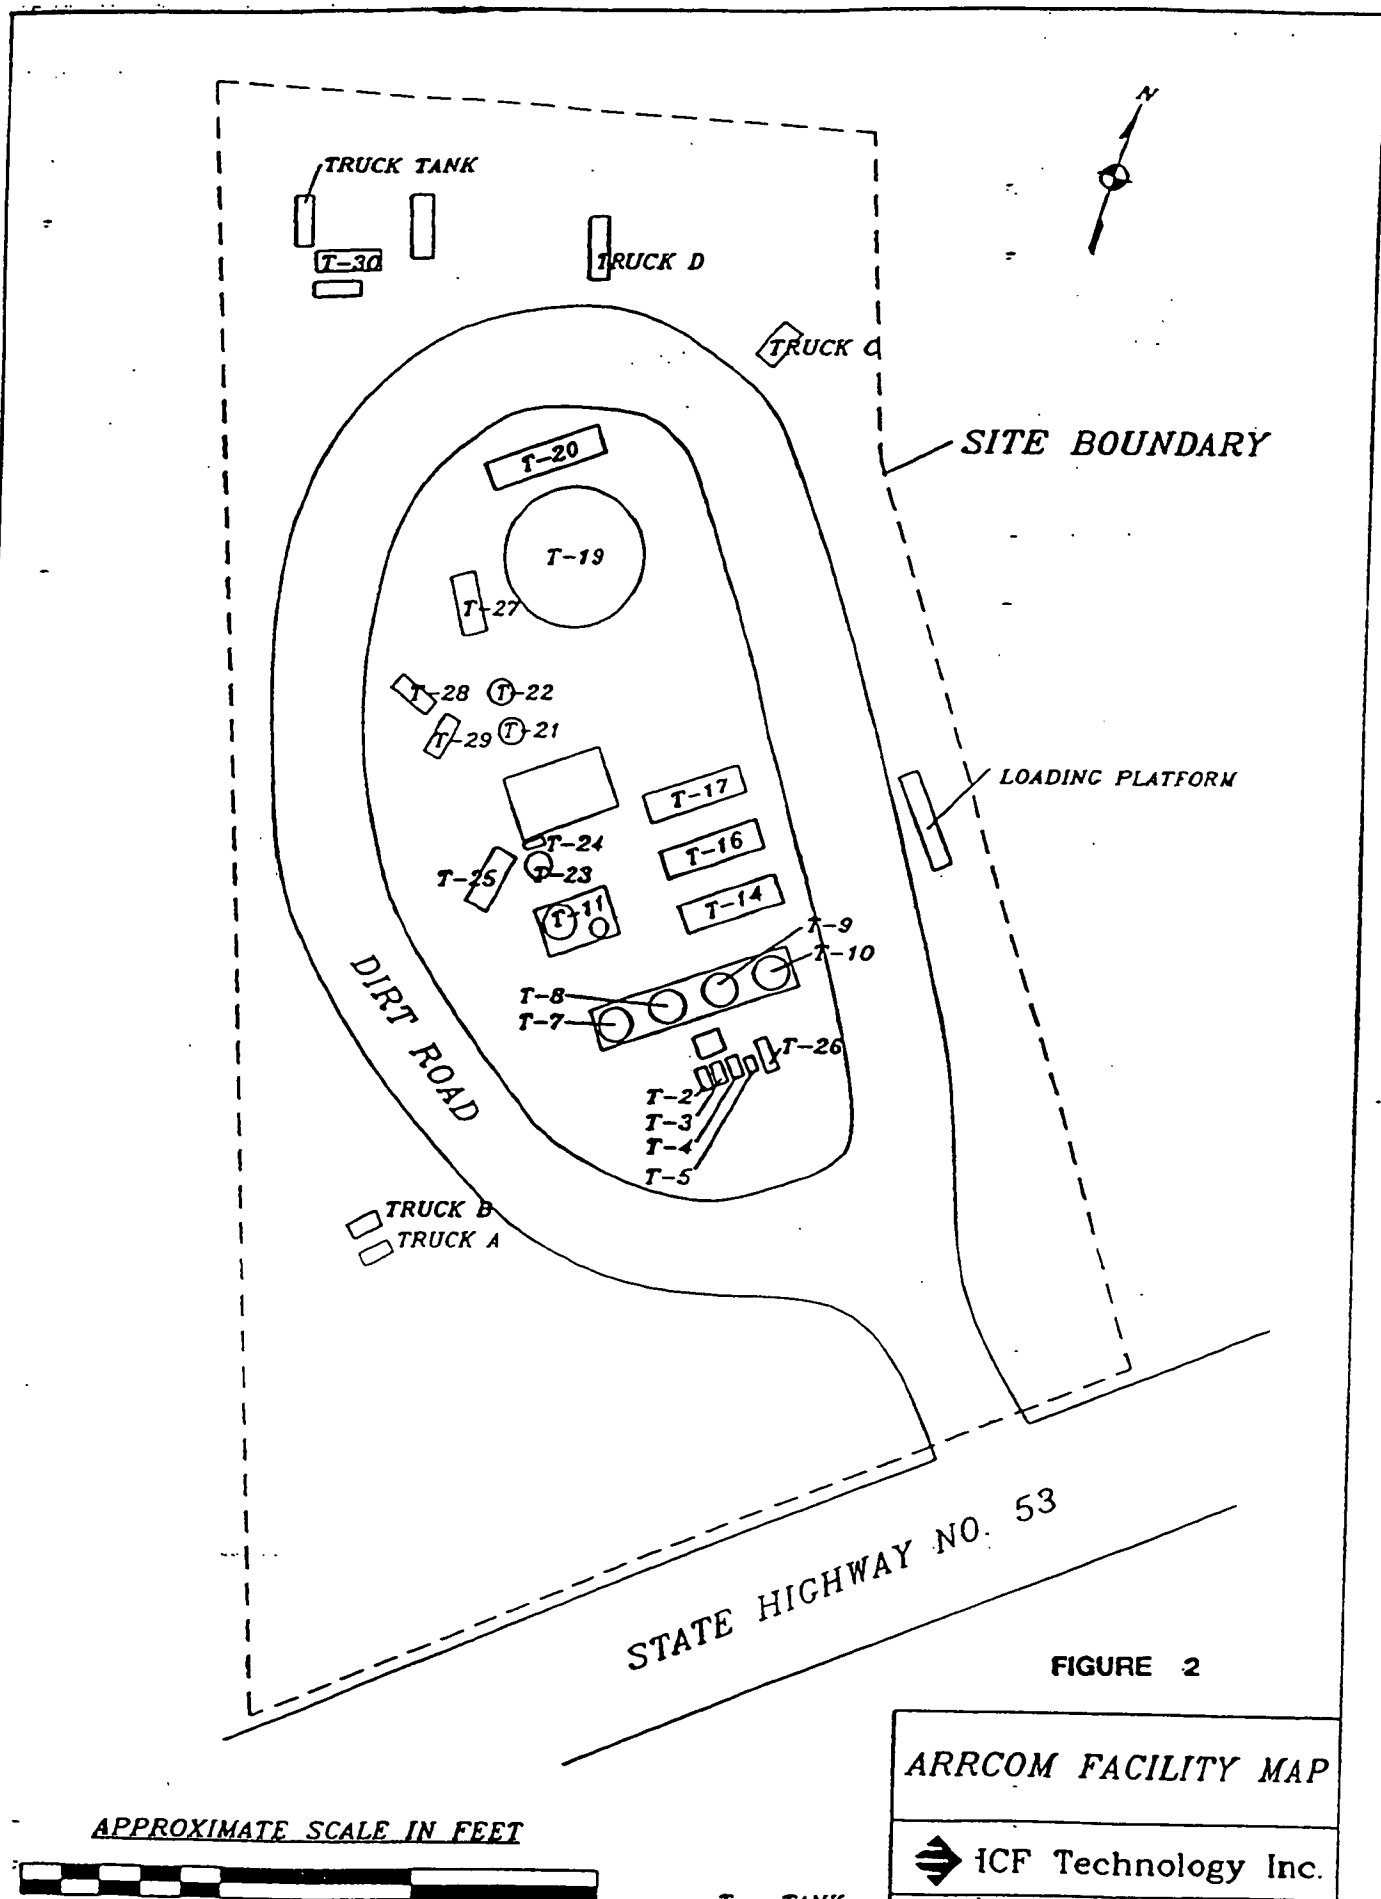 N
TRUCK TANK
T-30
TRUCK D
TRUCK C
SITE BOUNDARY
T-20
T-19
T-27
T-28
T-22
T-29
T-21
LOADING PLATFORM
T-17
T-24
T-16
T-25
T-23
T-11
T-14
T-9
T-10
DIRT ROAD
T-8
T-7
T-26
T-2
T-3
T-4
T-5
TRUCK B
TRUCK A
STATE HIGHWAY NO. 53
FIGURE 2
ARRCOM FACILITY MAP
APPROXIMATE SCALE IN FEET
ICF Technology Inc.